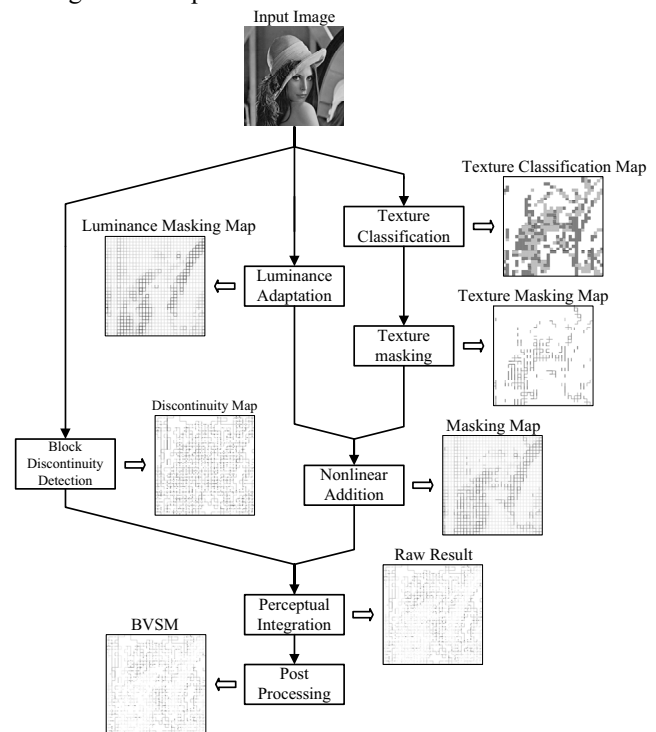 Input Image
Texture Classification Map
Texture
Classification
Luminance Masking Map
Luminance
Adaptation
Texture Masking Map
Texture
masking
Discontinuity Map
Masking Map
Block
Discontinuity
Detection
Nonlinear
Addition
Raw Result
Perceptual
Integration
BVSM
Post
Processing